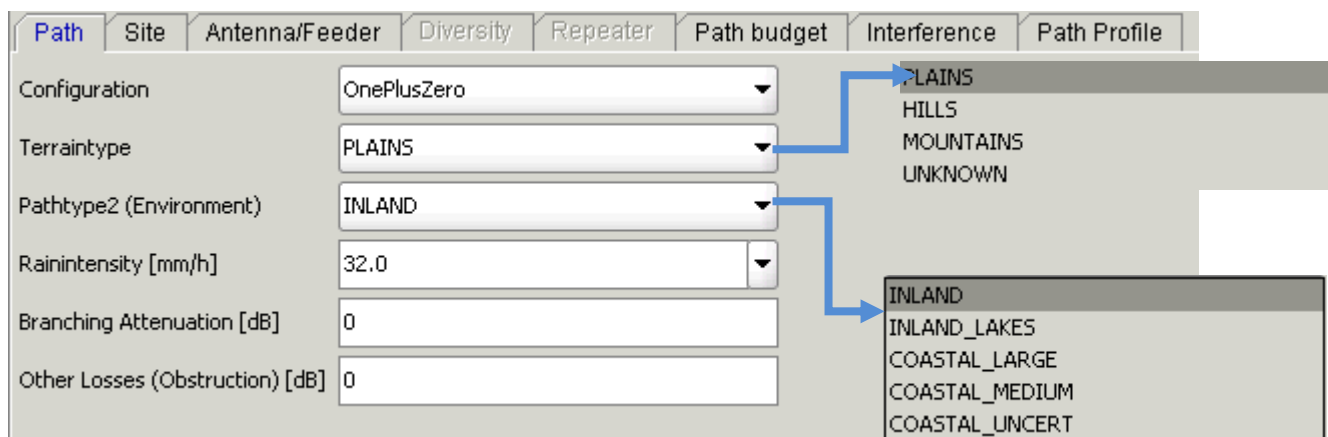 Path Site Antenna/Feeder Diversity Repeater Path budget Interference Path Profile
Configuration OnePlusZero
Terraintype PLAINS
Pathtype2 (Environment) INLAND
Rainintensity [mm/h] 32.0
Branching Attenuation [dB] 0
Other Losses (Obstruction) [dB] 0
PLAINS
HILLS
MOUNTAINS
UNKNOWN
INLAND
INLAND_LAKES
COASTAL_LARGE
COASTAL_MEDIUM
COASTAL_UNCERT